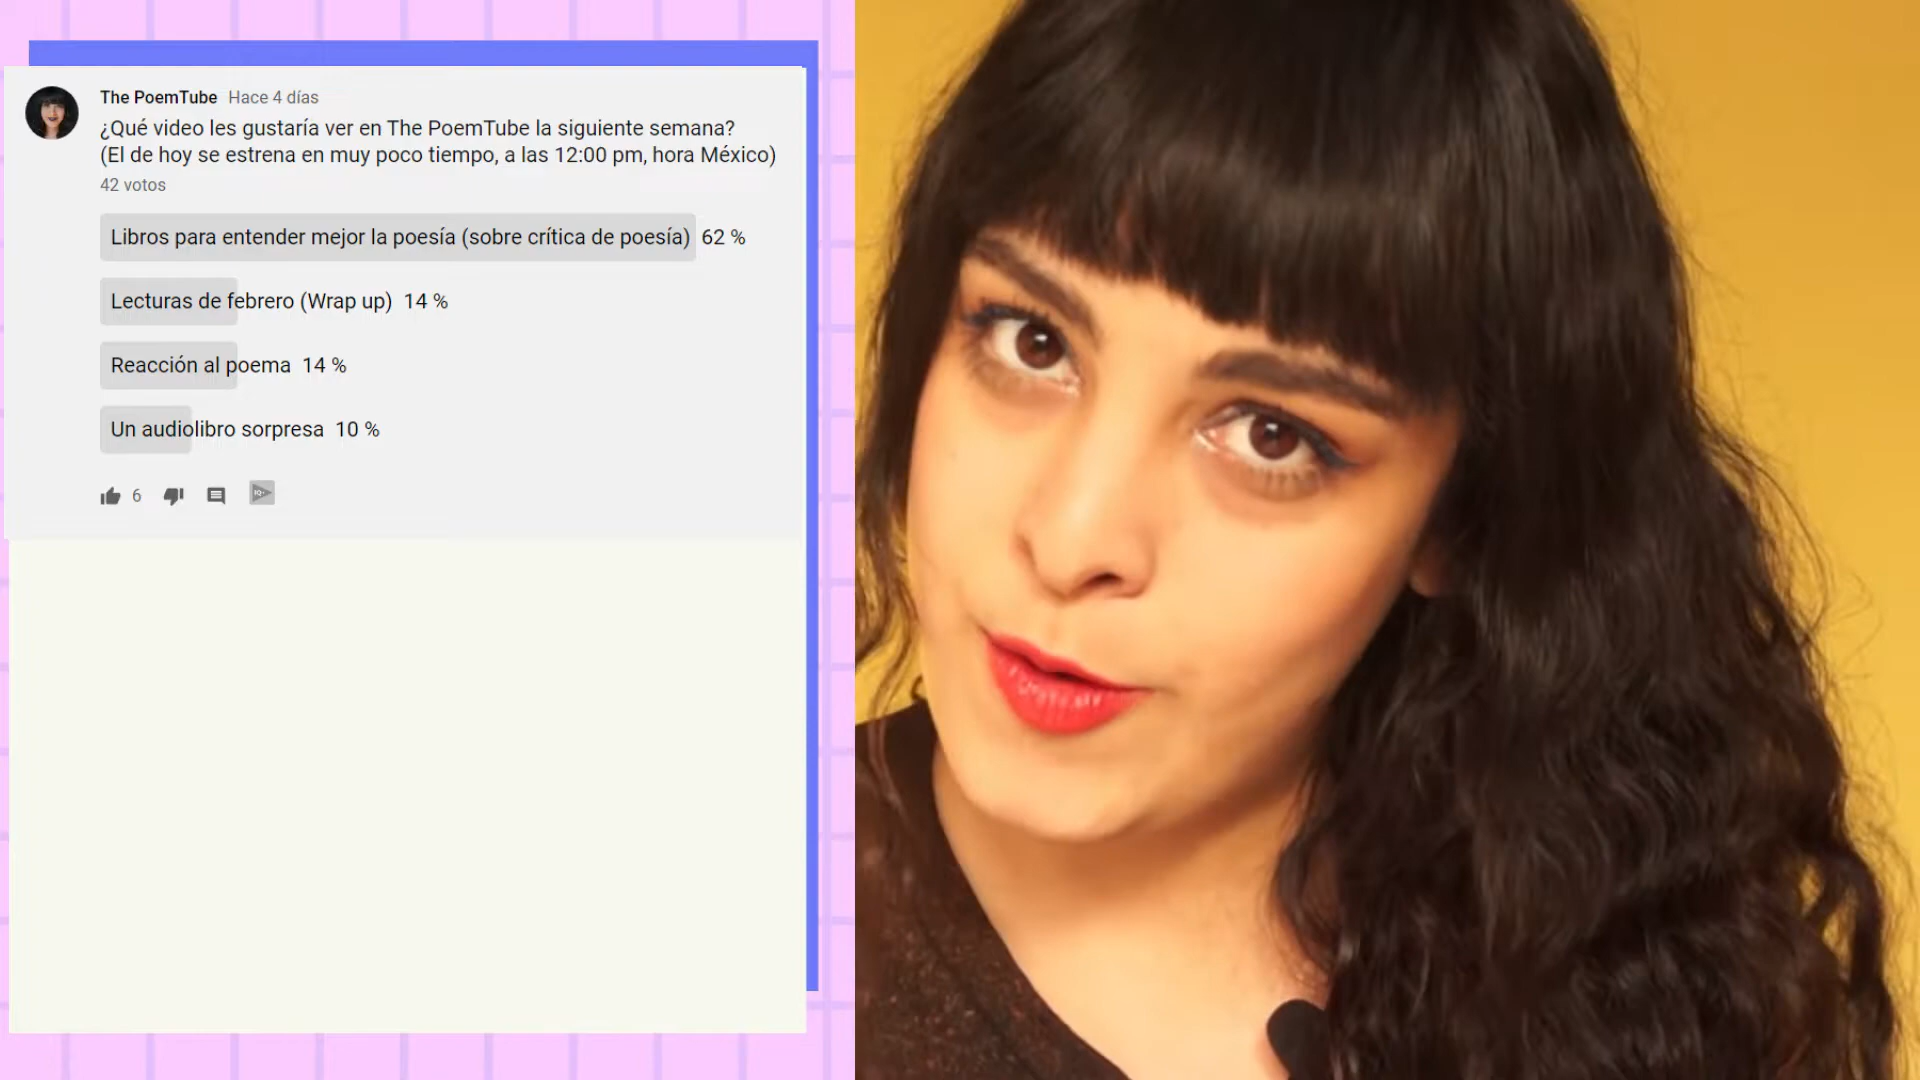 The PoemTube Hace 4 días
¿Qué video les gustaría ver en The PoemTube la siguiente semana?
(El de hoy se estrena en muy poco tiempo, a las 12:00 pm, hora México)
42 votos
Libros para entender mejor la poesía (sobre crítica de poesía) 62 %
Lecturas de febrero (Wrap up) 14 %
Reacción al poema 14 %
Un audiolibro sorpresa 10 %
6